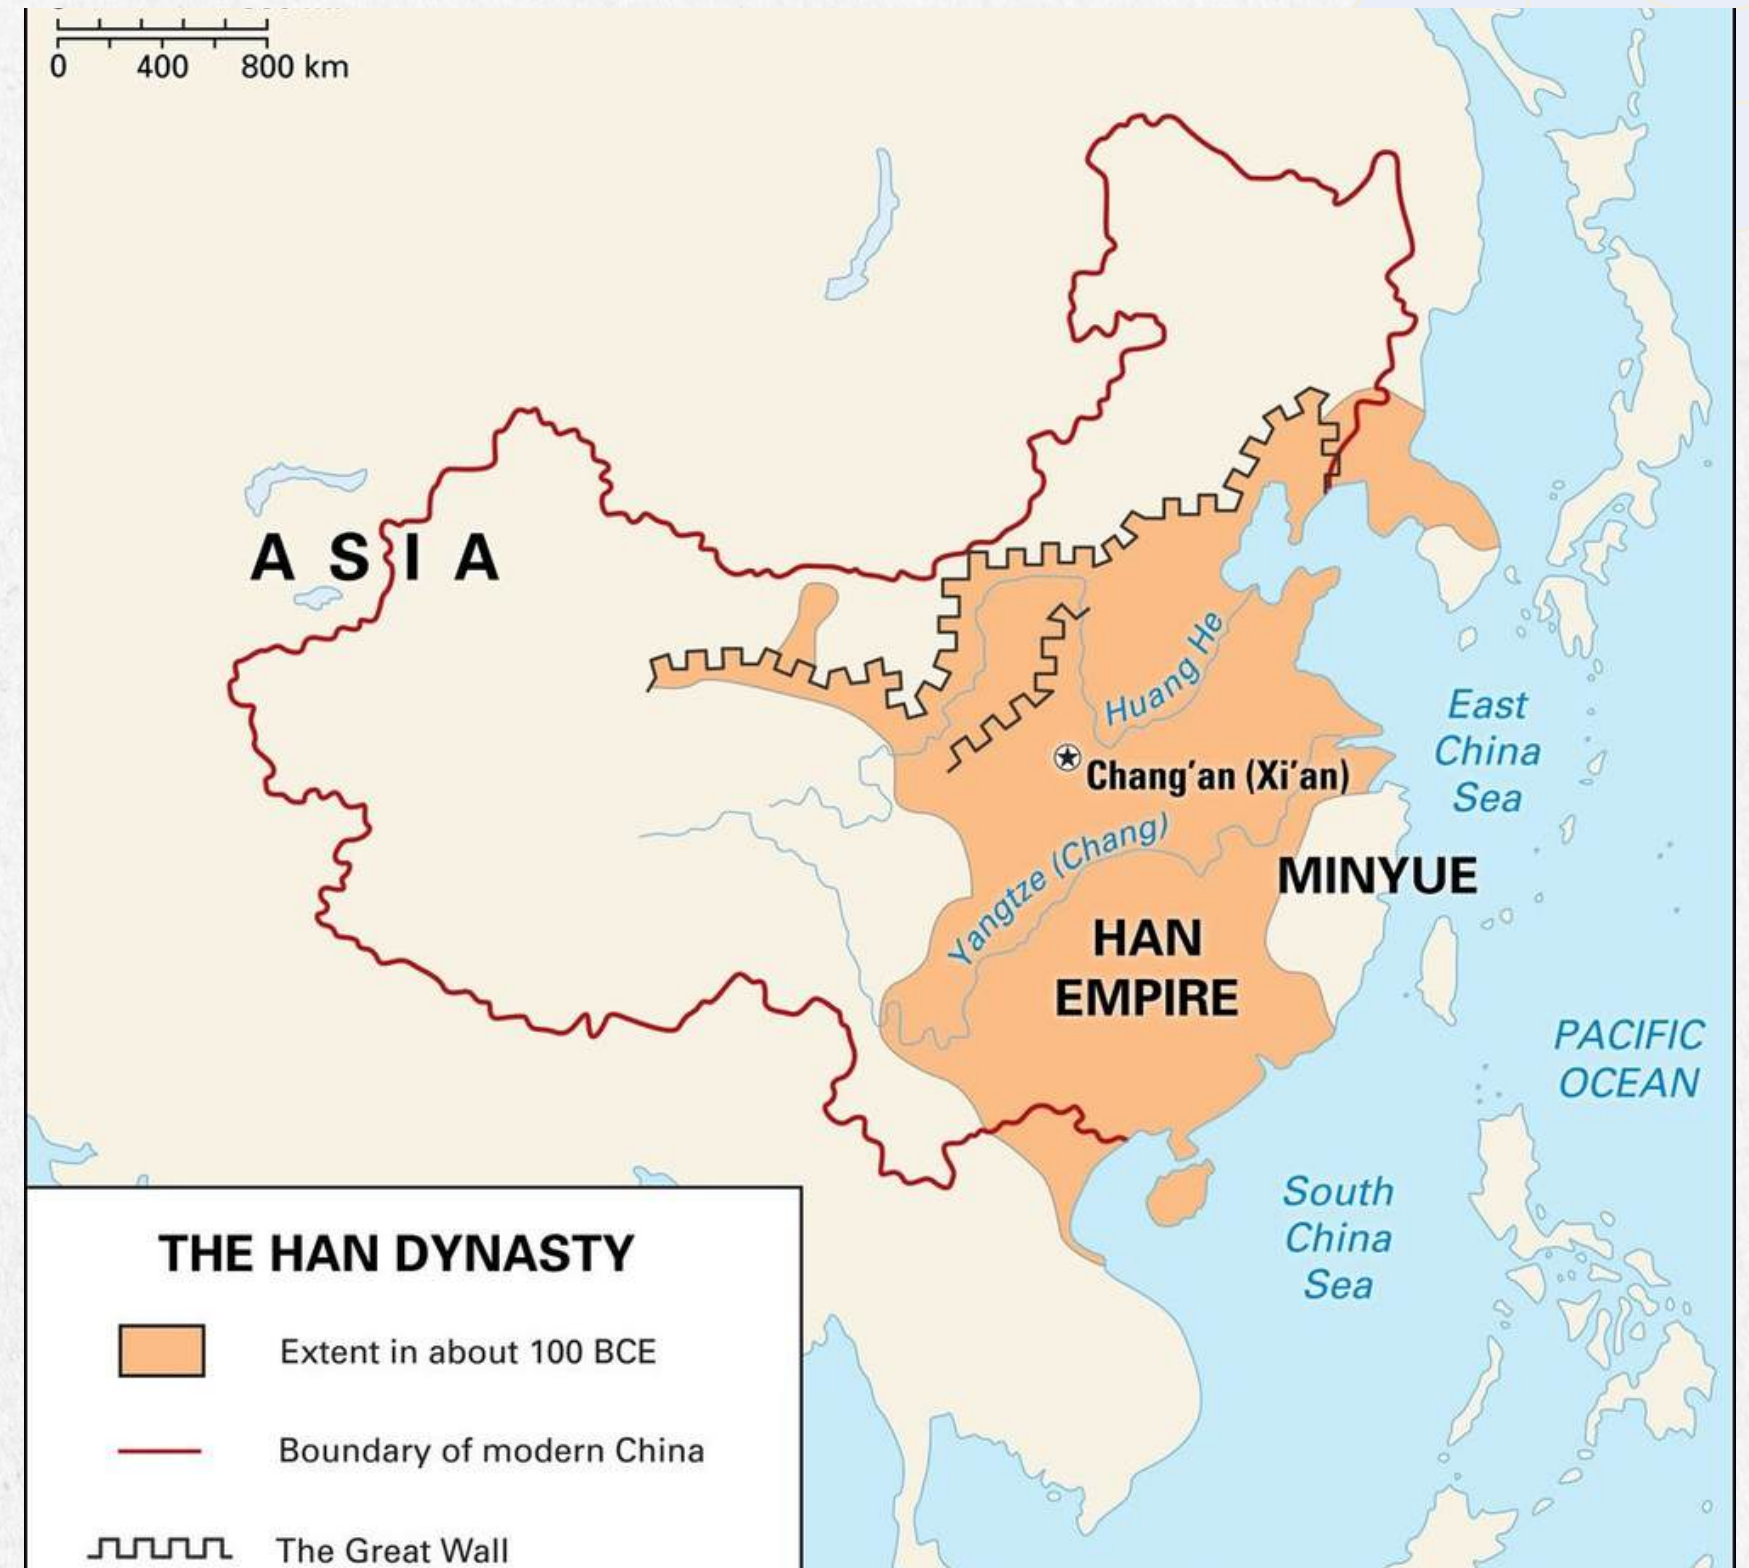 0 400 800 km
ASIA
Huang He
East
China
Sea
Chang'an (Xi'an)
Yangtze (Chang)
MINYUE
HAN
EMPIRE
PACIFIC
OCEAN
South
China
Sea
THE HAN DYNASTY
Extent in about 100 BCE
Boundary of modern China
The Great Wall